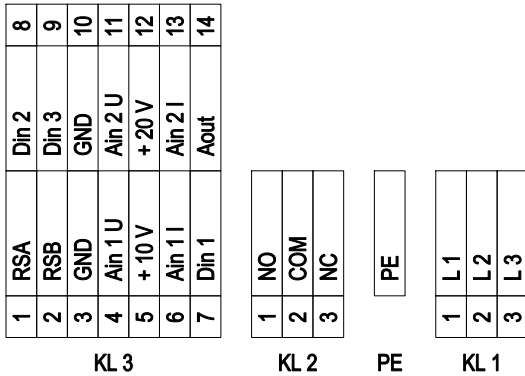 8 9 10 11 12 13 14
Din 2 Din 3 GND Ain 2 U + 20 V Ain 2 I Aout
RSA RSB GND Ain 1 U + 10 V Ain 1 I Din 1
1 2 3 4 5 6 7
KL 3
NO COM NC
1 2 3
KL 2
PE
PE
L 1 L 2 L 3
1 2 3
KL 1